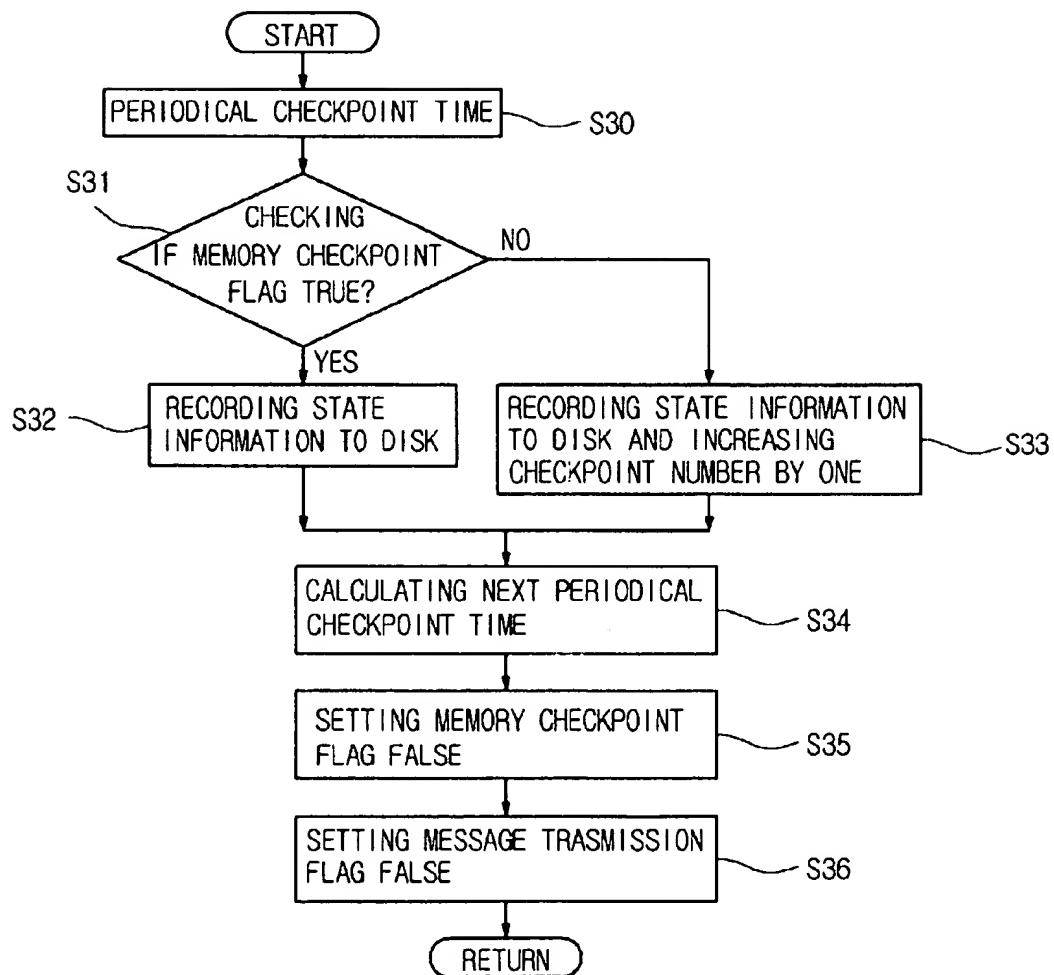 START
PERIODICAL CHECKPOINT TIME
S30
S31
CHECKING
IF MEMORY CHECKPOINT
FLAG TRUE?
NO
YES
S32
RECORDING STATE
INFORMATION TO DISK
RECORDING STATE INFORMATION
TO DISK AND INCREASING
CHECKPOINT NUMBER BY ONE
S33
CALCULATING NEXT PERIODICAL
CHECKPOINT TIME
S34
SETTING MEMORY CHECKPOINT
FLAG FALSE
S35
SETTING MESSAGE TRASMISSION
FLAG FALSE
S36
RETURN